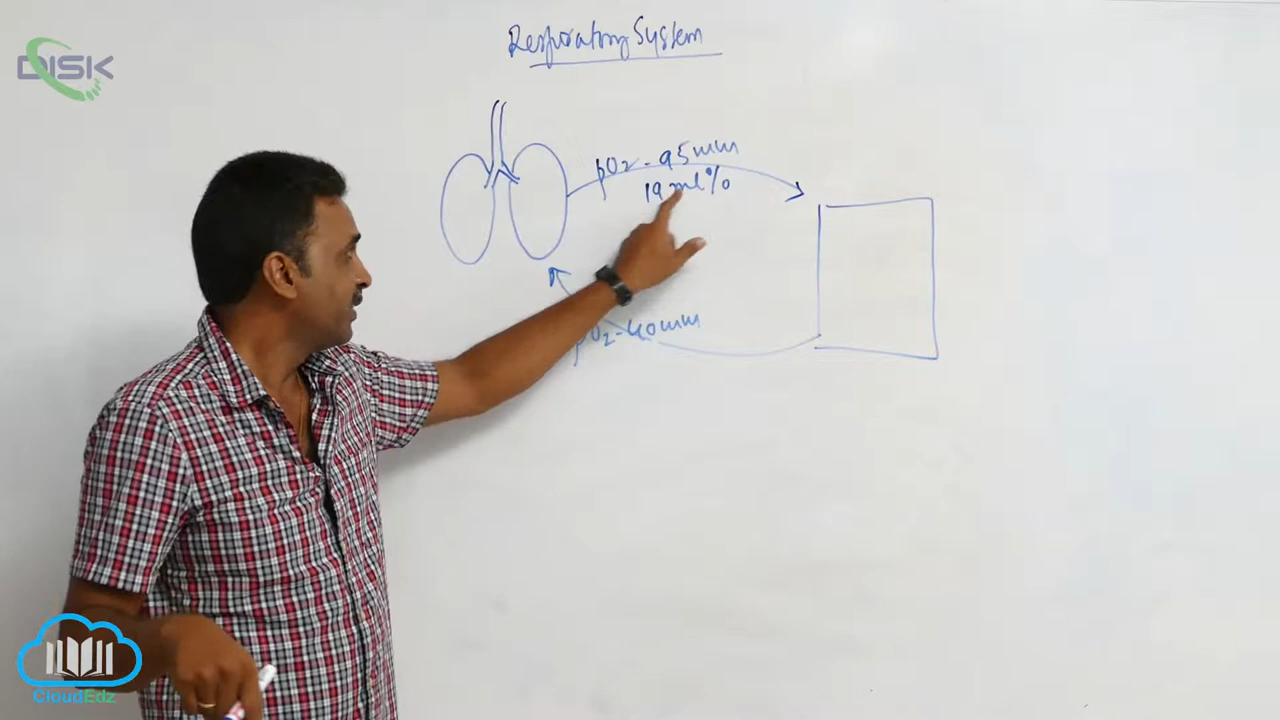 DISK
Respiratory System
pO2 - 95mm
19 ml%
pO2 - 40mm
CloudEdz